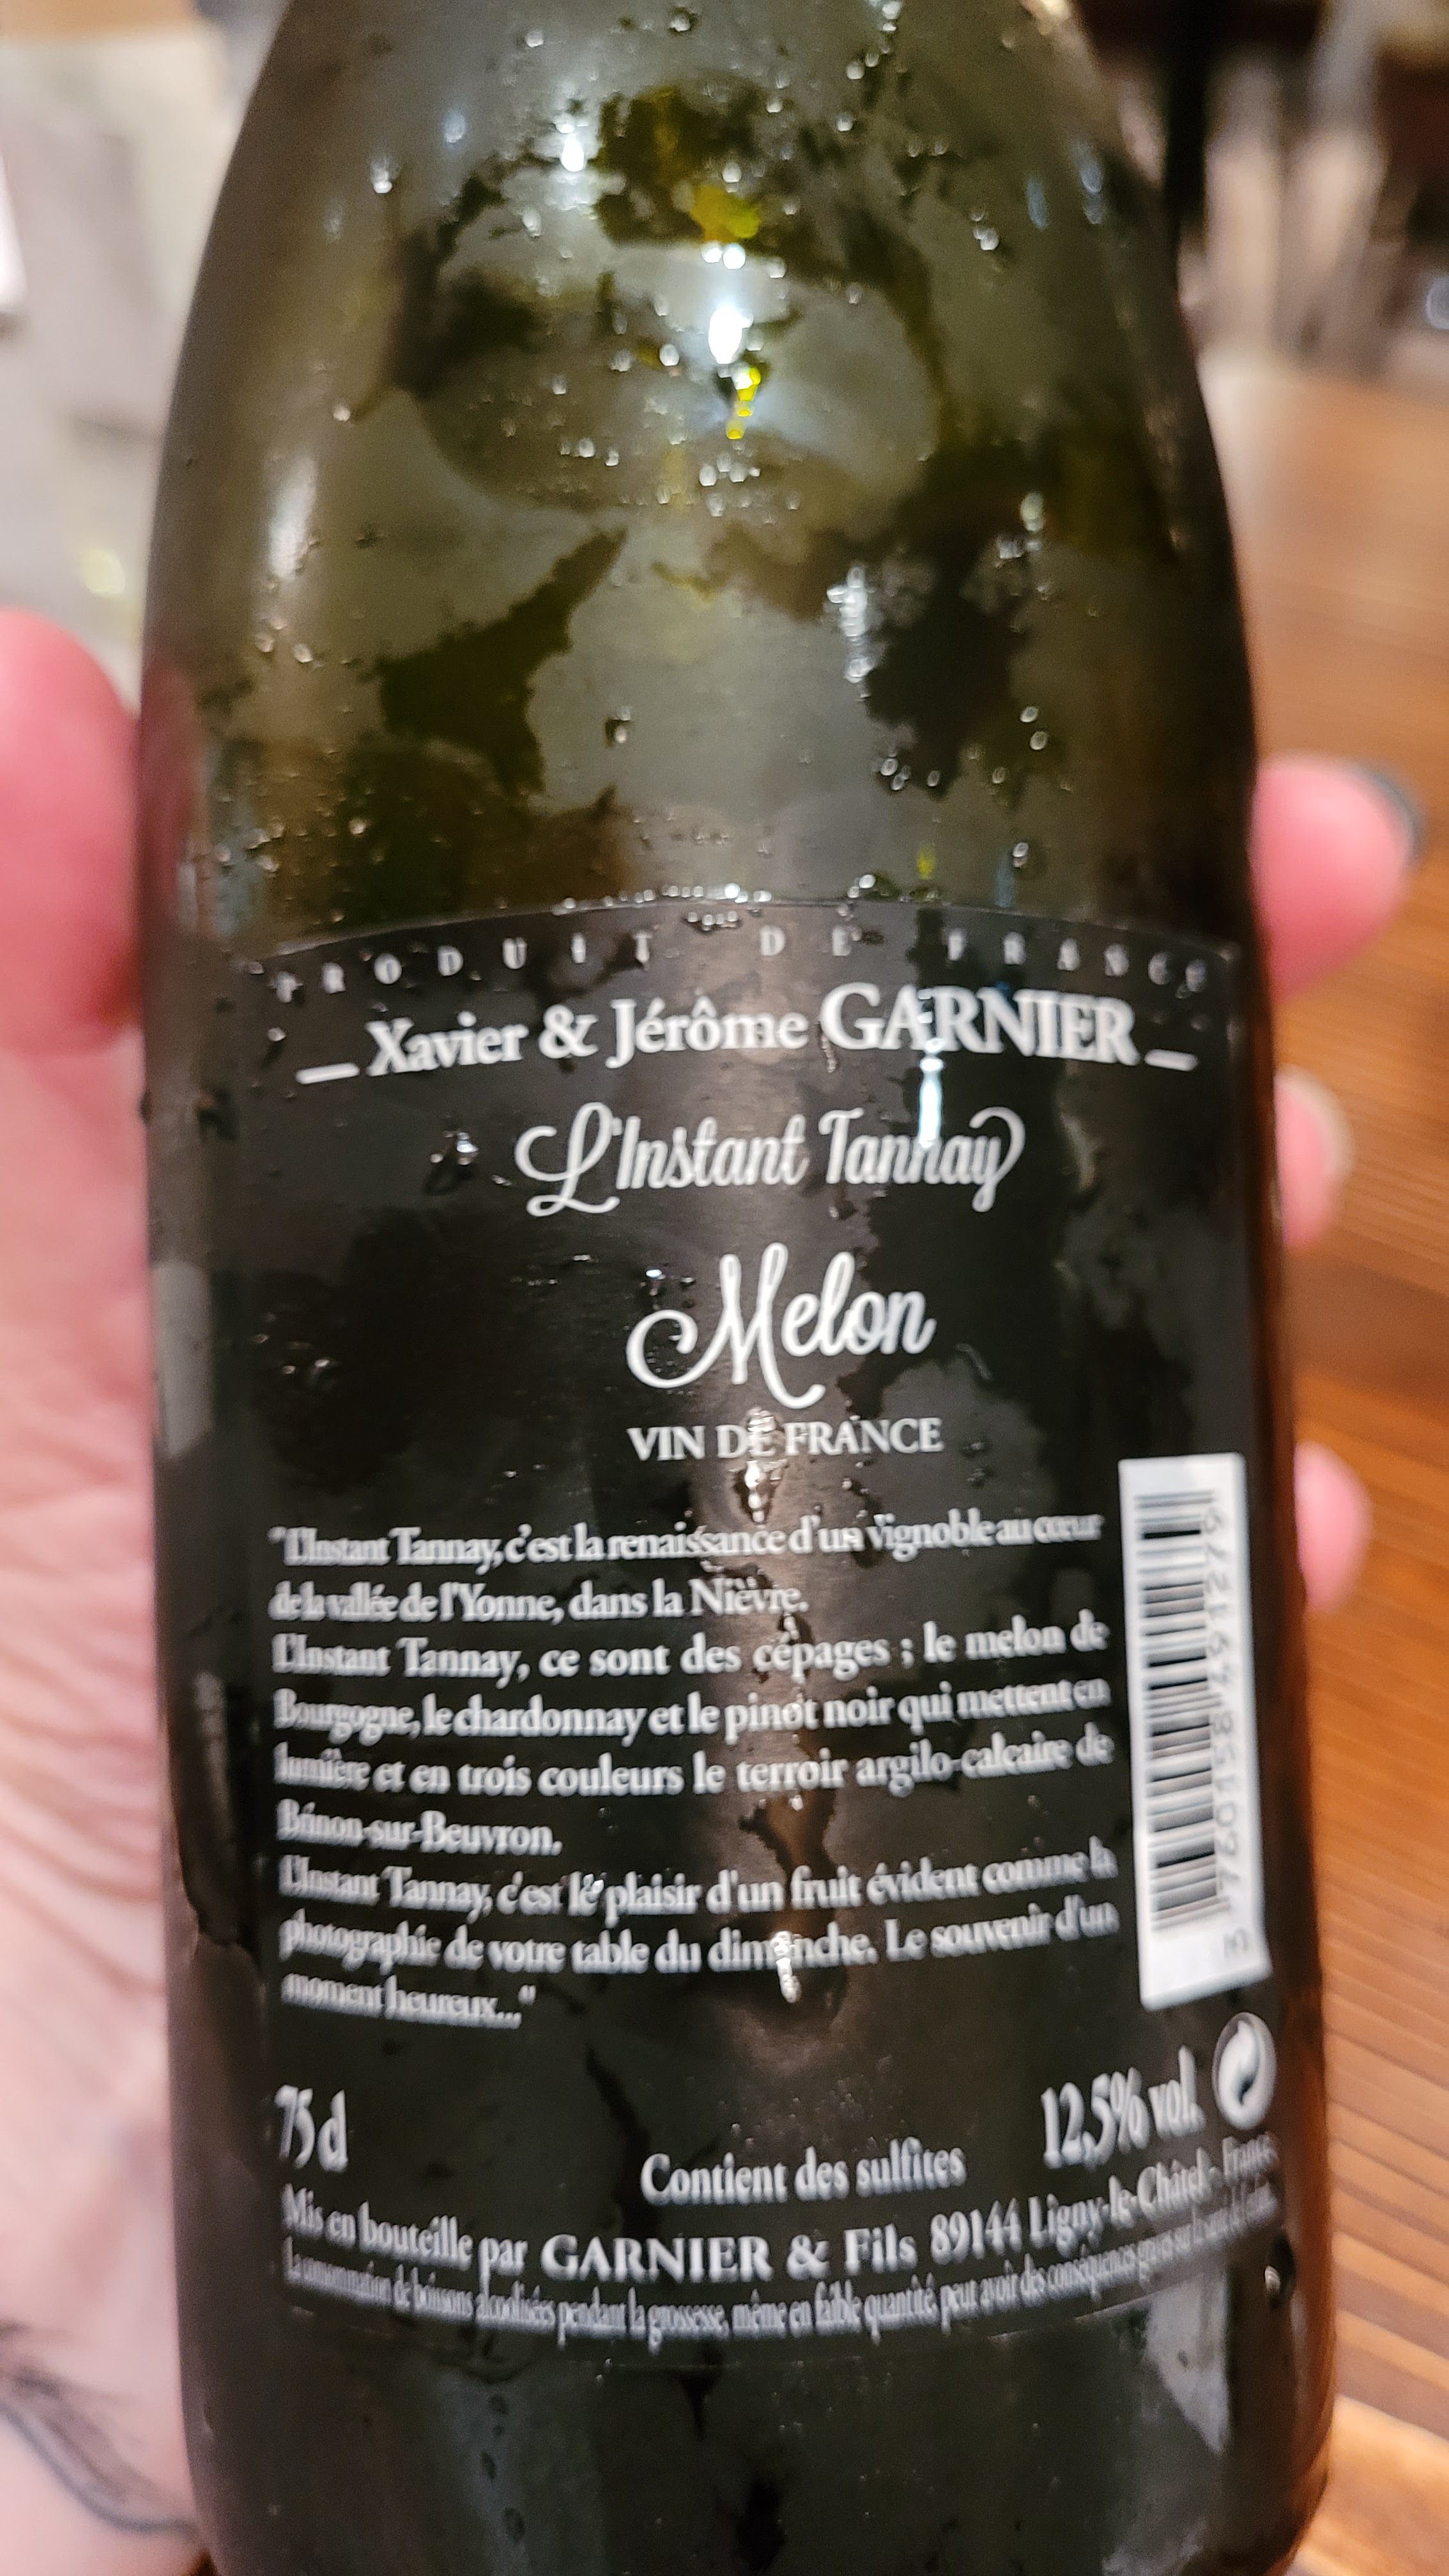 PRODUIT DE FRANCE
Xavier & Jérôme GARNIER
L'Instant Tannay
Melon
VIN DE FRANCE
"L'Instant Tannay, c'est la renaissance d'un vignoble au cœur
de la vallée de l'Yonne, dans la Nièvre.
L'Instant Tannay, ce sont des cépages ; le melon de
Bourgogne, le chardonnay et le pinot noir qui mettent en
lumière et en trois couleurs le terroir argilo-calcaire de
Brinon-sur-Beuvron.
L'Instant Tannay, c'est le plaisir d'un fruit évident comme la
photographie de votre table du dimanche. Le souvenir d'un
moment heureux..."
75 cl
Contient des sulfites
12,5% vol.
Mis en bouteille par GARNIER & Fils 89144 Ligny-le-Châtel - France
La consommation de boissons alcoolisées pendant la grossesse, même en faible quantité, peut avoir des conséquences graves sur la santé de l'enfant.